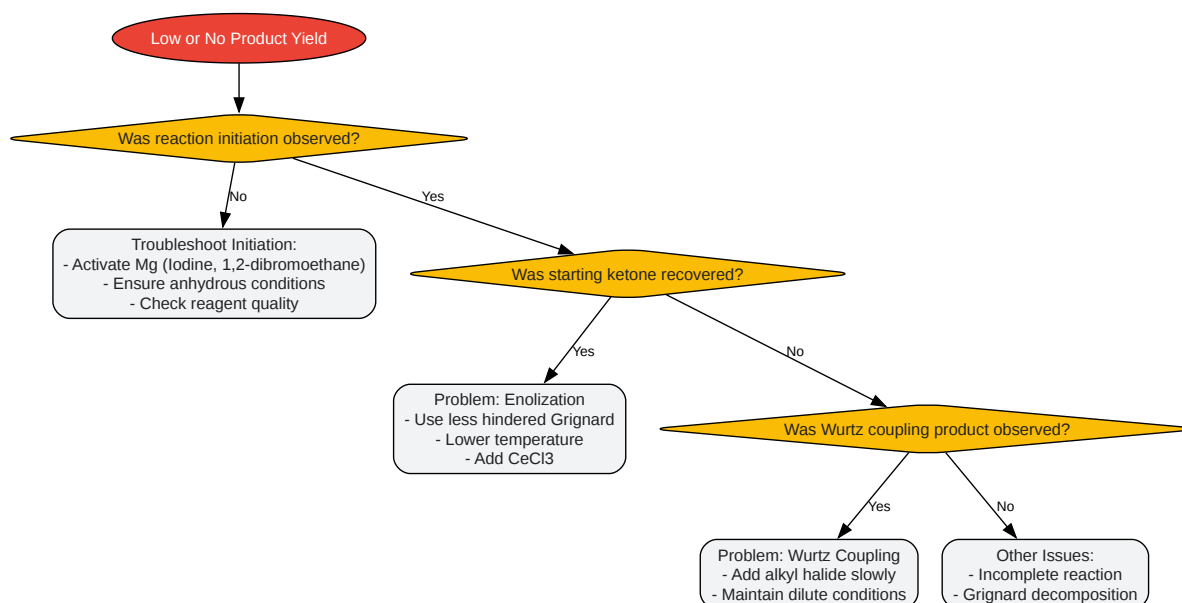 Low or No Product Yield
Was reaction initiation observed?
No
Yes
Troubleshoot Initiation:
- Activate Mg (Iodine, 1,2-dibromoethane)
- Ensure anhydrous conditions
- Check reagent quality
Was starting ketone recovered?
Yes
No
Problem: Enolization
- Use less hindered Grignard
- Lower temperature
- Add CeCl3
Was Wurtz coupling product observed?
Yes
No
Problem: Wurtz Coupling
- Add alkyl halide slowly
- Maintain dilute conditions
Other Issues:
- Incomplete reaction
- Grignard decomposition